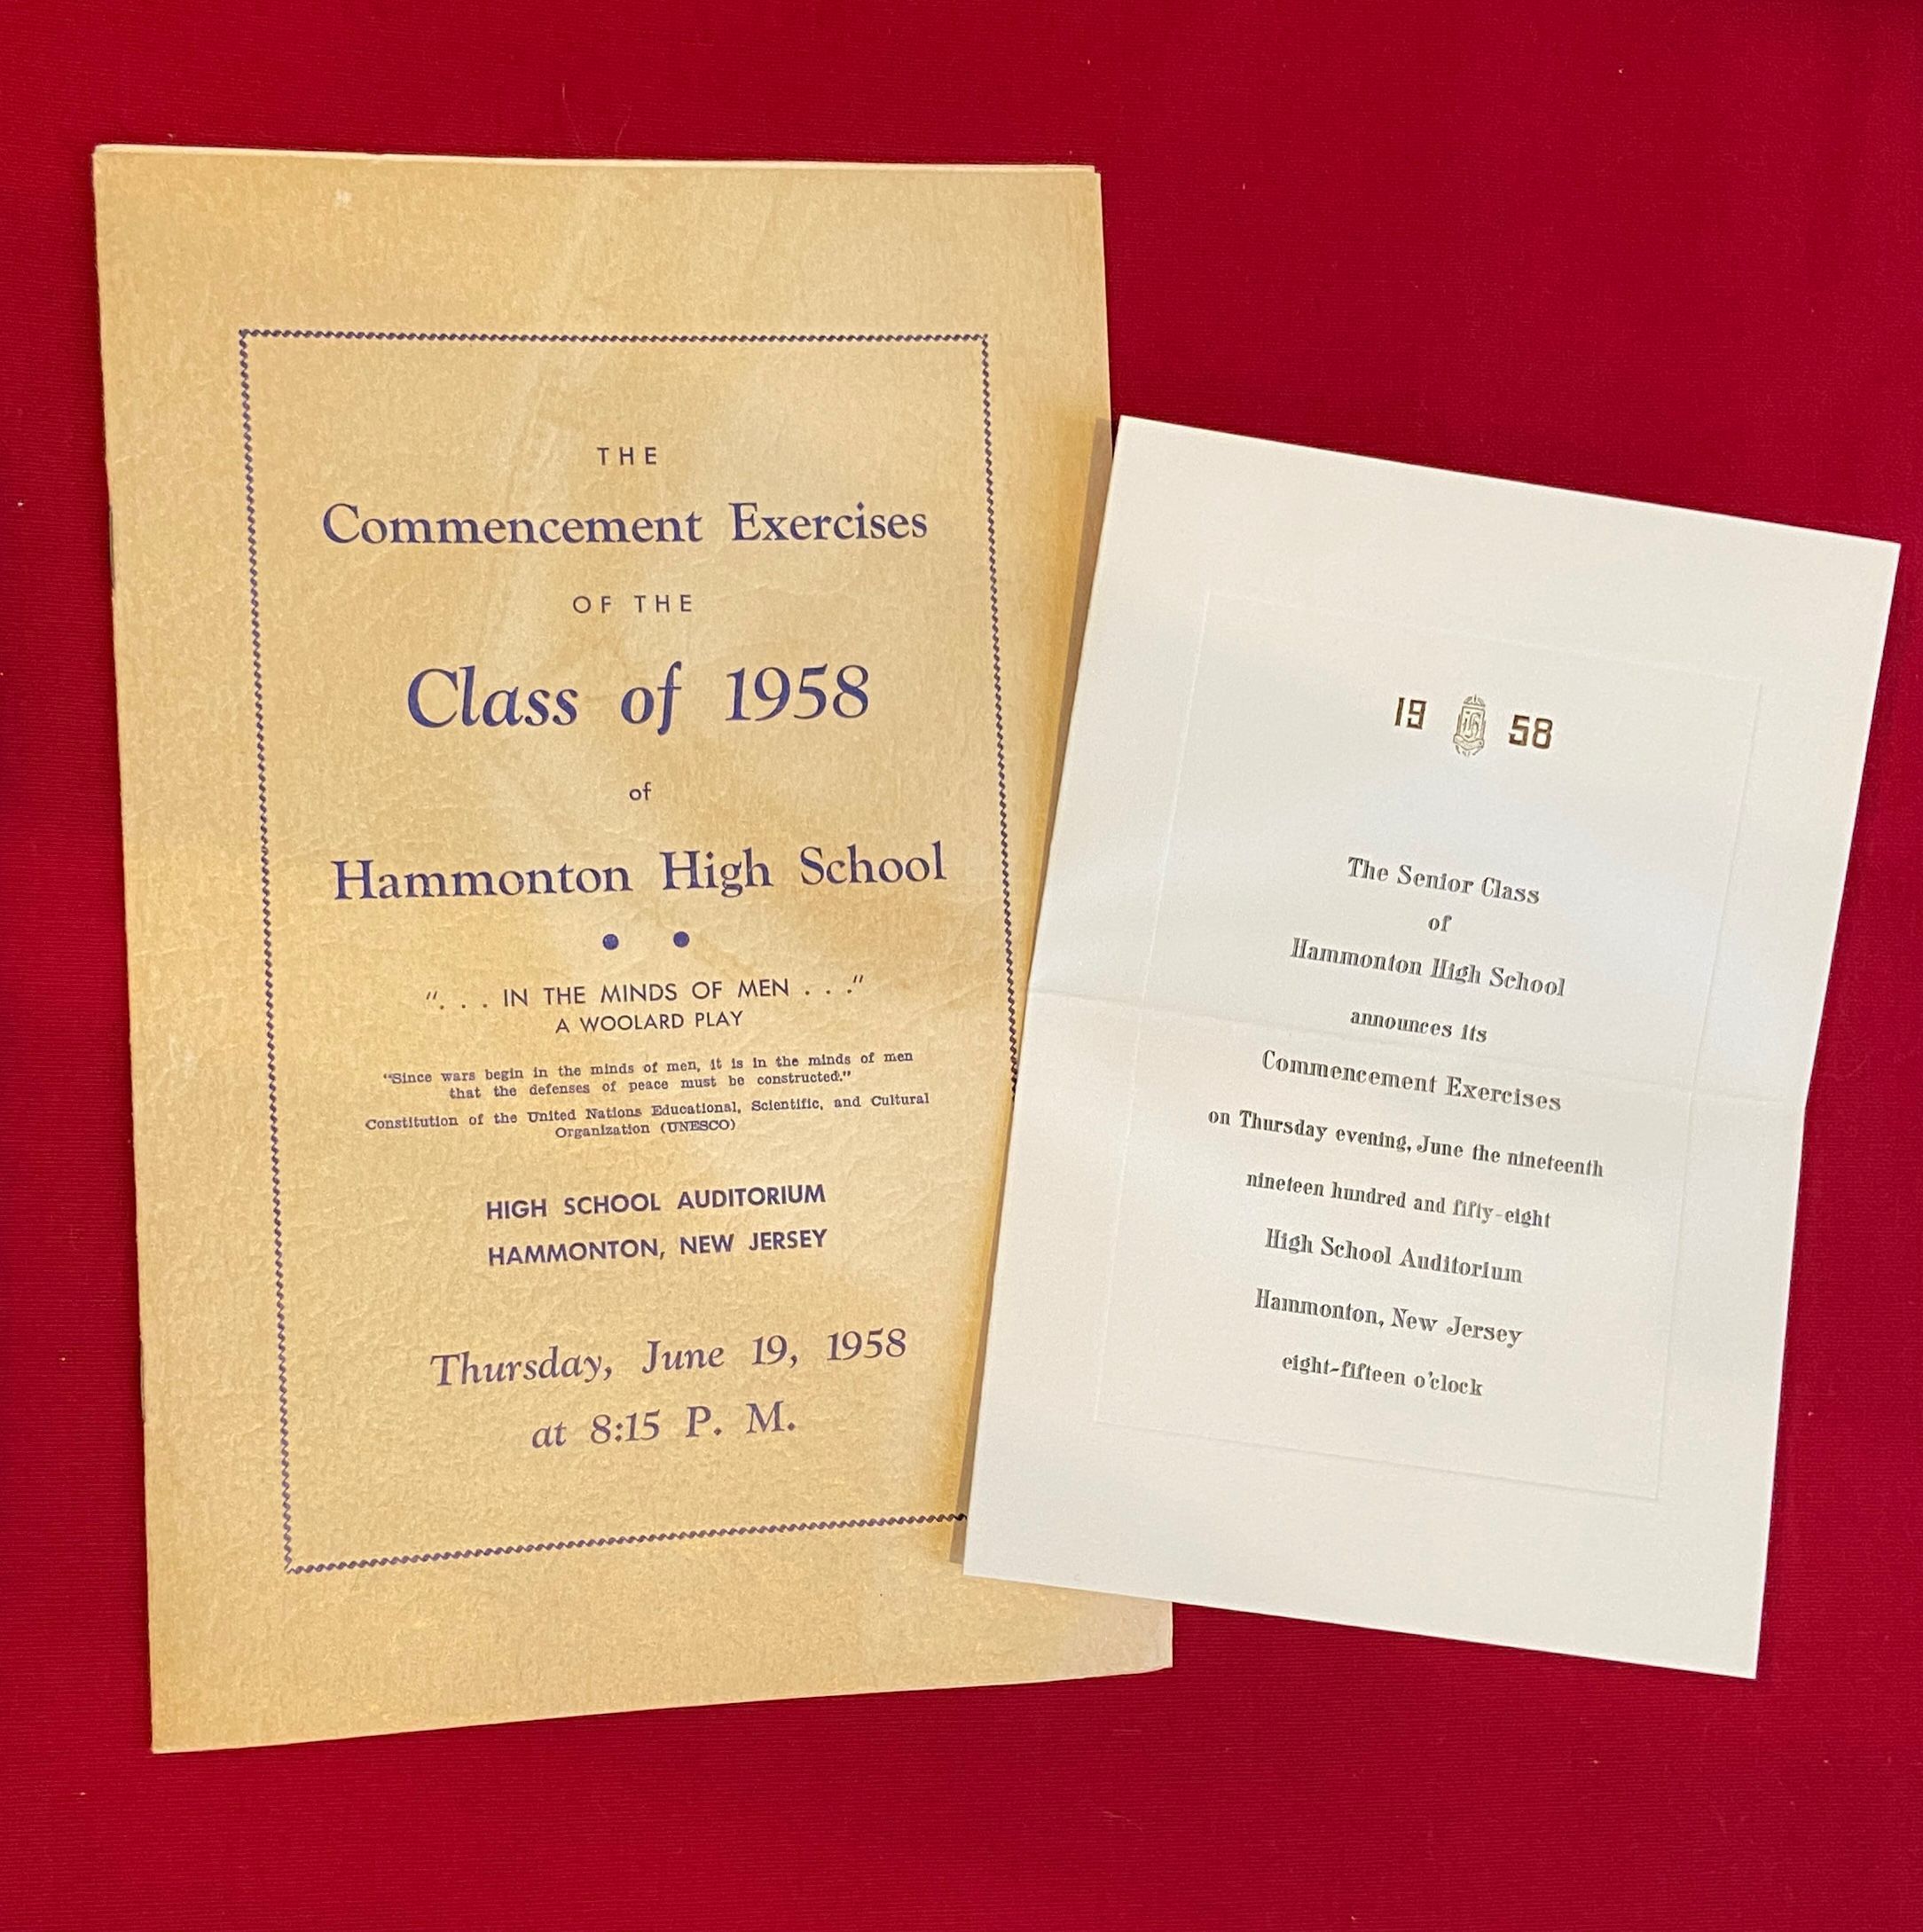 THE
Commencement Exercises
OF THE
Class of 1958
of
Hammonton High School
• •
". . . IN THE MINDS OF MEN . . ."
A WOOLARD PLAY
"Since wars begin in the minds of men, it is in the minds of men
that the defenses of peace must be constructed."
Constitution of the United Nations Educational, Scientific, and Cultural
Organization (UNESCO)
HIGH SCHOOL AUDITORIUM
HAMMONTON, NEW JERSEY
Thursday, June 19, 1958
at 8:15 P. M.
19 58
The Senior Class
of
Hammonton High School
announces its
Commencement Exercises
on Thursday evening, June the nineteenth
nineteen hundred and fifty-eight
High School Auditorium
Hammonton, New Jersey
eight-fifteen o'clock